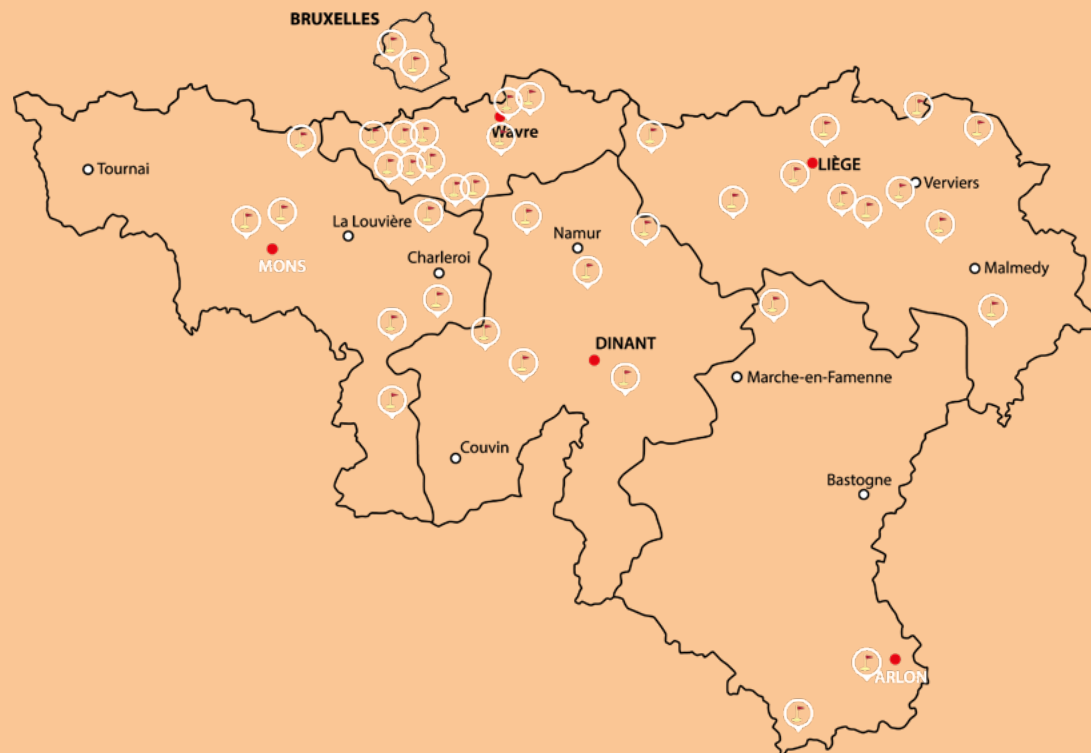 BRUXELLES
Wavre
Tournai
LIÈGE
Verviers
La Louvière
Namur
MONS
Charleroi
Malmedy
DINANT
Marche-en-Famenne
Couvin
Bastogne
ARLON